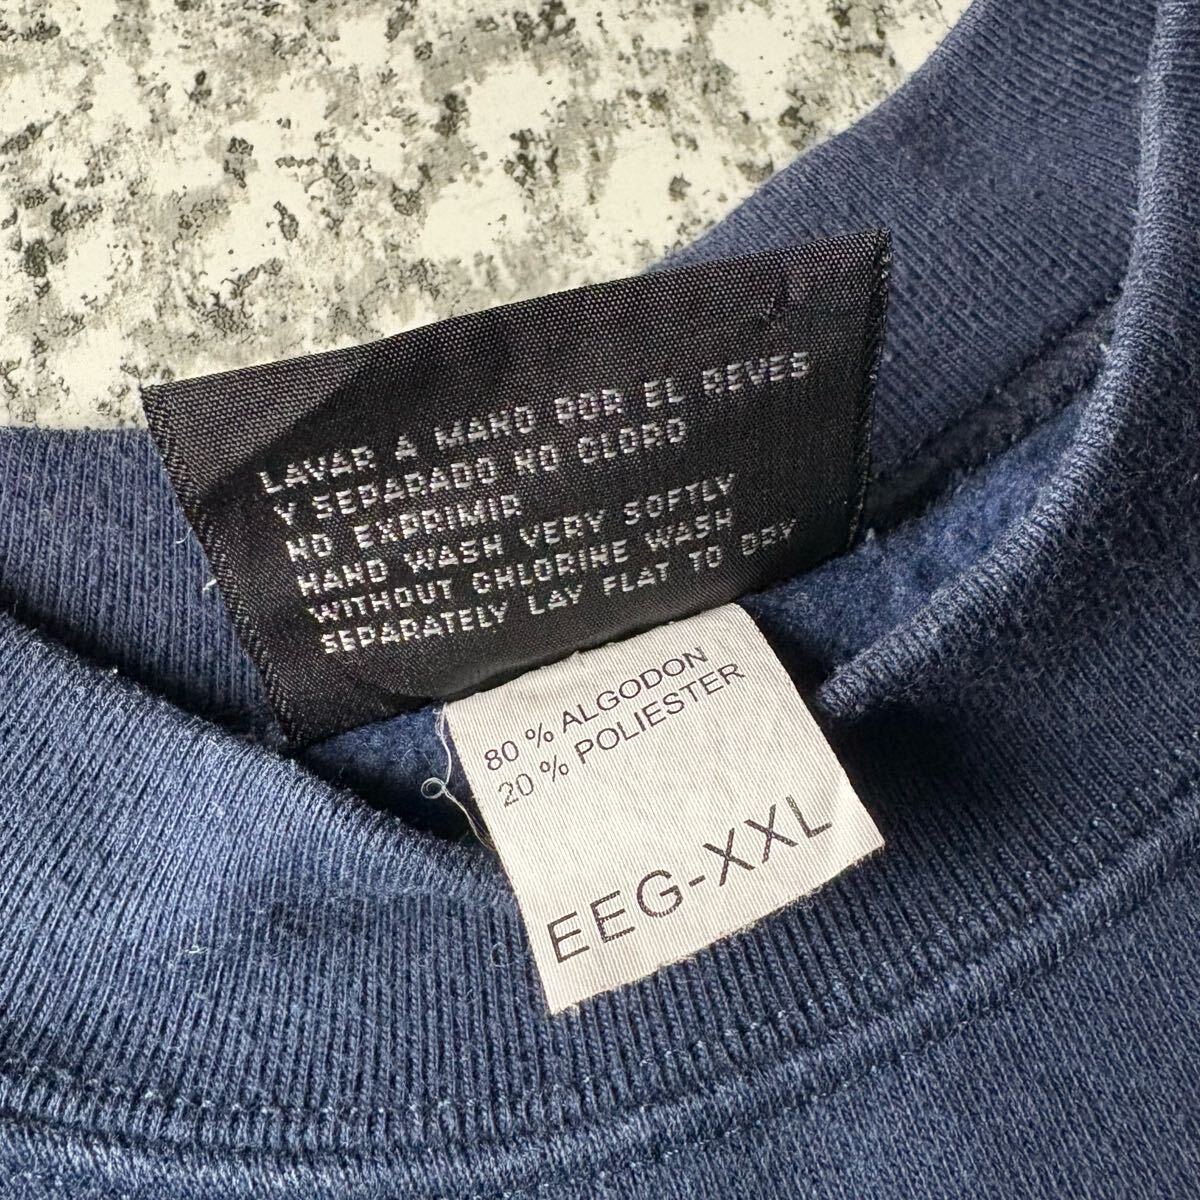 LAVAR A MANO POR EL REVES
Y SEPARADO NO CLORO
NO EXPRIMIR
HAND WASH VERY SOFTLY
WITHOUT CHLORINE WASH
SEPARATELY LAY FLAT TO DRY
80 % ALGODON
20 % POLIESTER
EEG-XXL